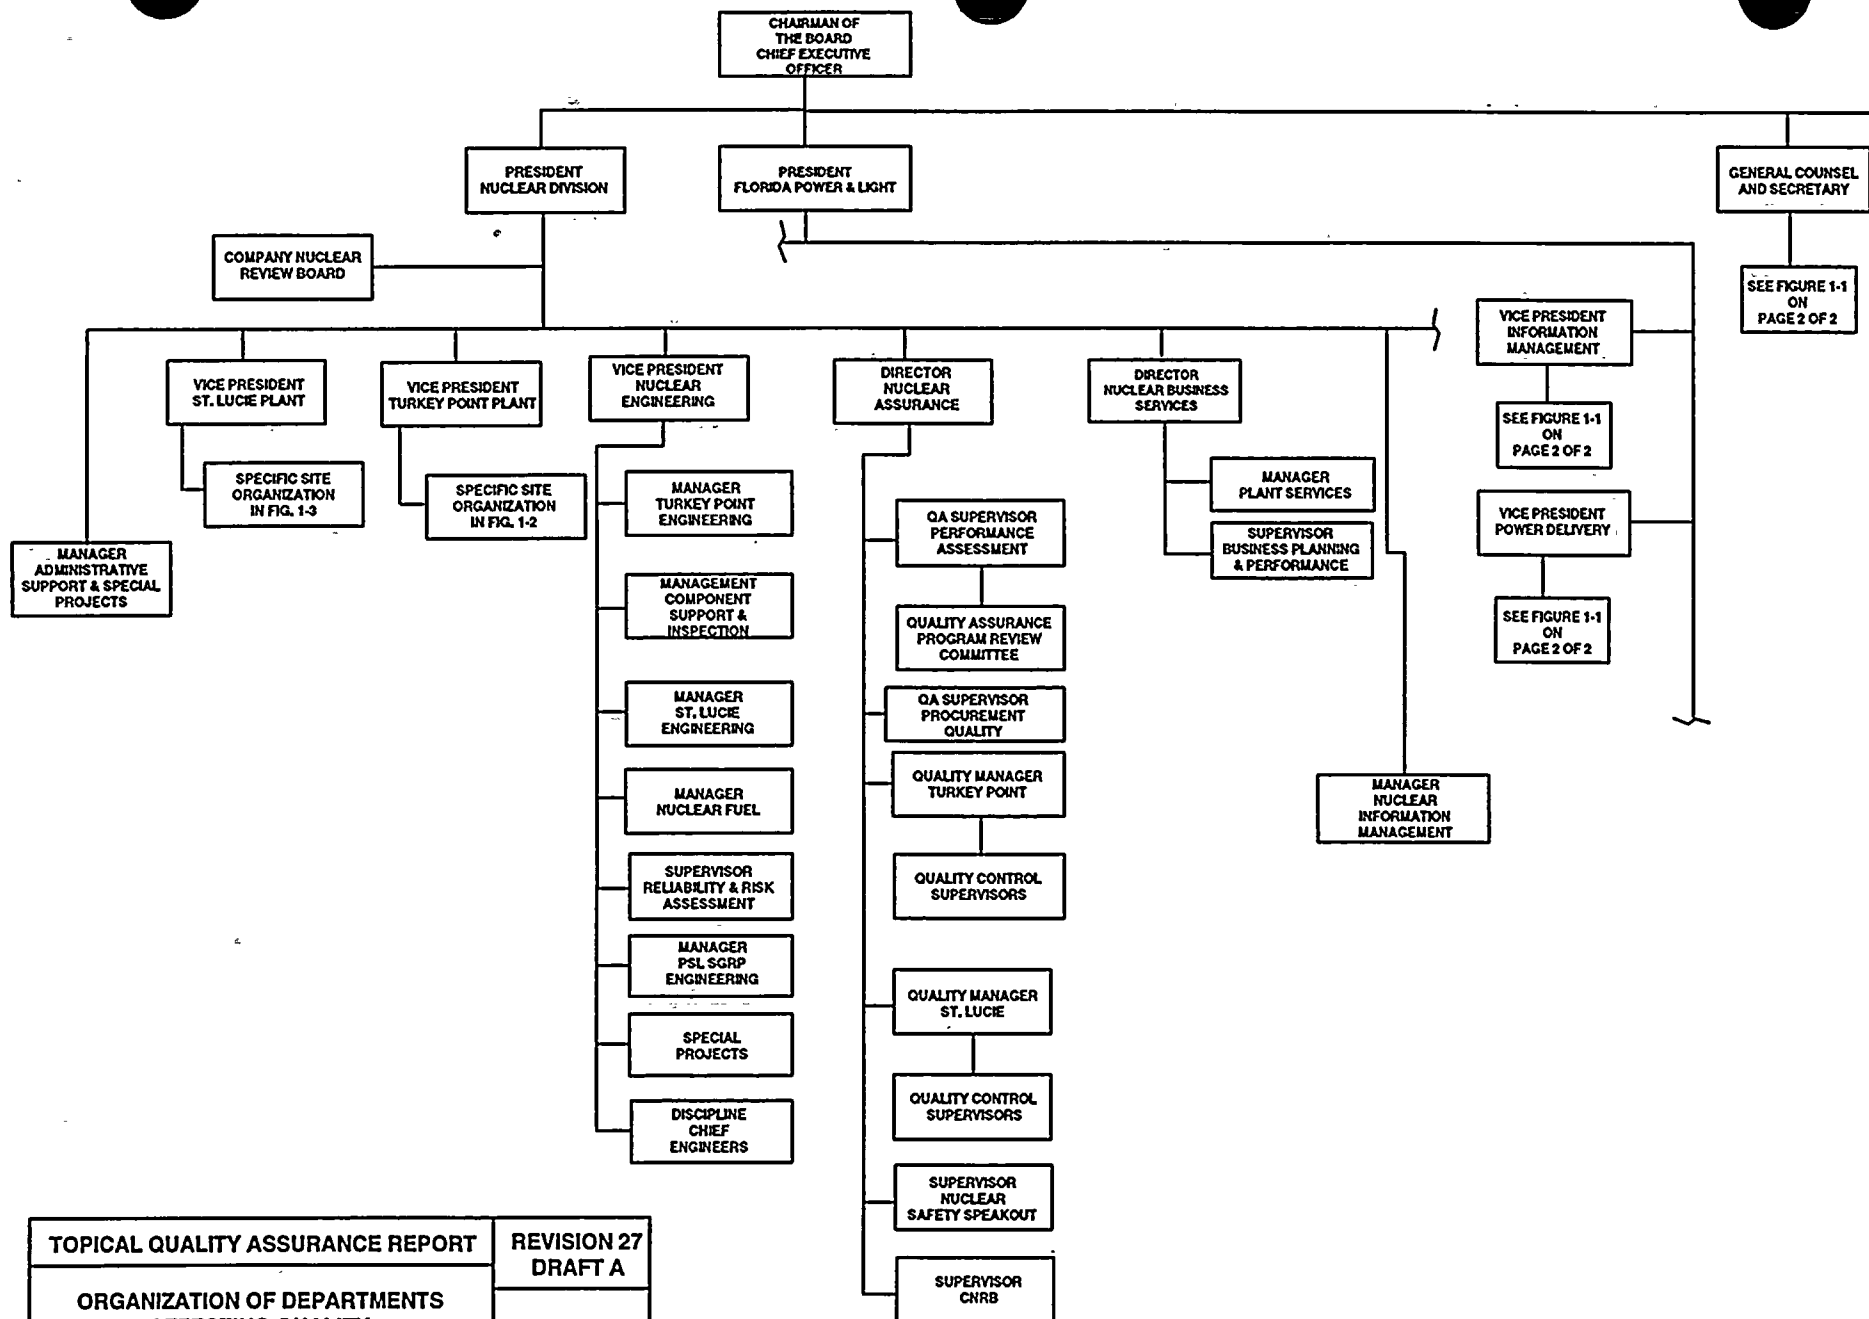 CHAIRMAN OF
THE BOARD
CHIEF EXECUTIVE
OFFICER
PRESIDENT
NUCLEAR DIVISION
PRESIDENT
FLORIDA POWER & LIGHT
GENERAL COUNSEL
AND SECRETARY
COMPANY NUCLEAR
REVIEW BOARD
SEE FIGURE 1-1
ON
PAGE 2 OF 2
VICE PRESIDENT
INFORMATION
MANAGEMENT
SEE FIGURE 1-1
ON
PAGE 2 OF 2
VICE PRESIDENT
POWER DELIVERY
SEE FIGURE 1-1
ON
PAGE 2 OF 2
MANAGER
ADMINISTRATIVE
SUPPORT & SPECIAL
PROJECTS
VICE PRESIDENT
ST. LUCIE PLANT
SPECIFIC SITE
ORGANIZATION
IN FIG. 1-3
VICE PRESIDENT
TURKEY POINT PLANT
SPECIFIC SITE
ORGANIZATION
IN FIG. 1-2
VICE PRESIDENT
NUCLEAR
ENGINEERING
MANAGER
TURKEY POINT
ENGINEERING
MANAGEMENT
COMPONENT
SUPPORT &
INSPECTION
MANAGER
ST. LUCIE
ENGINEERING
MANAGER
NUCLEAR FUEL
SUPERVISOR
RELIABILITY & RISK
ASSESSMENT
MANAGER
PSL SGRP
ENGINEERING
SPECIAL
PROJECTS
DISCIPLINE
CHIEF
ENGINEERS
DIRECTOR
NUCLEAR
ASSURANCE
QA SUPERVISOR
PERFORMANCE
ASSESSMENT
QUALITY ASSURANCE
PROGRAM REVIEW
COMMITTEE
QA SUPERVISOR
PROCUREMENT
QUALITY
QUALITY MANAGER
TURKEY POINT
QUALITY CONTROL
SUPERVISORS
QUALITY MANAGER
ST. LUCIE
QUALITY CONTROL
SUPERVISORS
SUPERVISOR
NUCLEAR
SAFETY SPEAKOUT
SUPERVISOR
CNRB
DIRECTOR
NUCLEAR BUSINESS
SERVICES
MANAGER
PLANT SERVICES
SUPERVISOR
BUSINESS PLANNING
& PERFORMANCE
MANAGER
NUCLEAR
INFORMATION
MANAGEMENT
TOPICAL QUALITY ASSURANCE REPORT
REVISION 27
DRAFT A
ORGANIZATION OF DEPARTMENTS